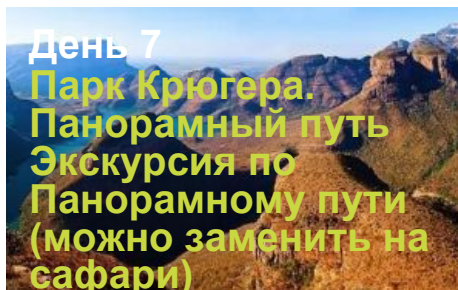 День 7
Парк Крюгера.
Панорамный путь
Экскурсия по
Панорамному пути
(можно заменить на
сафари)